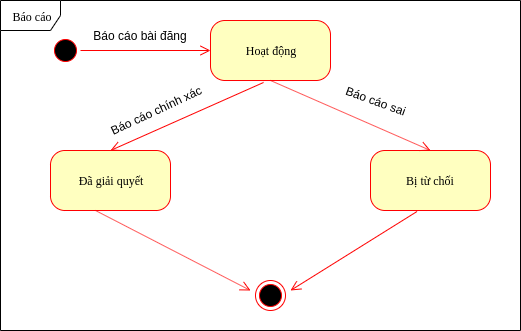 Báo cáo
Báo cáo bài đăng
Hoạt động
Báo cáo chính xác
Báo cáo sai
Đã giải quyết
Bị từ chối